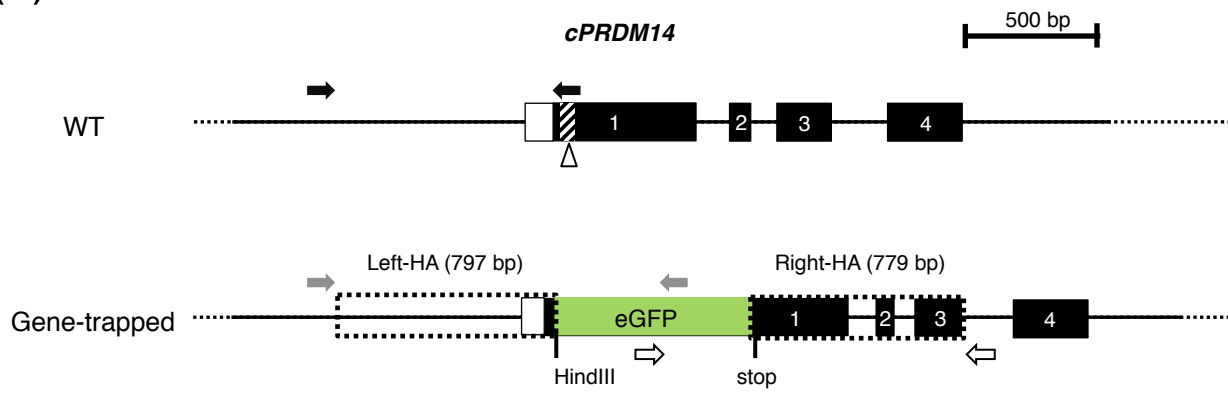 cPRDM14
500 bp
WT
1 2 3 4
Left-HA (797 bp)
Right-HA (779 bp)
Gene-trapped
eGFP
1 2 3 4
HindIII
stop